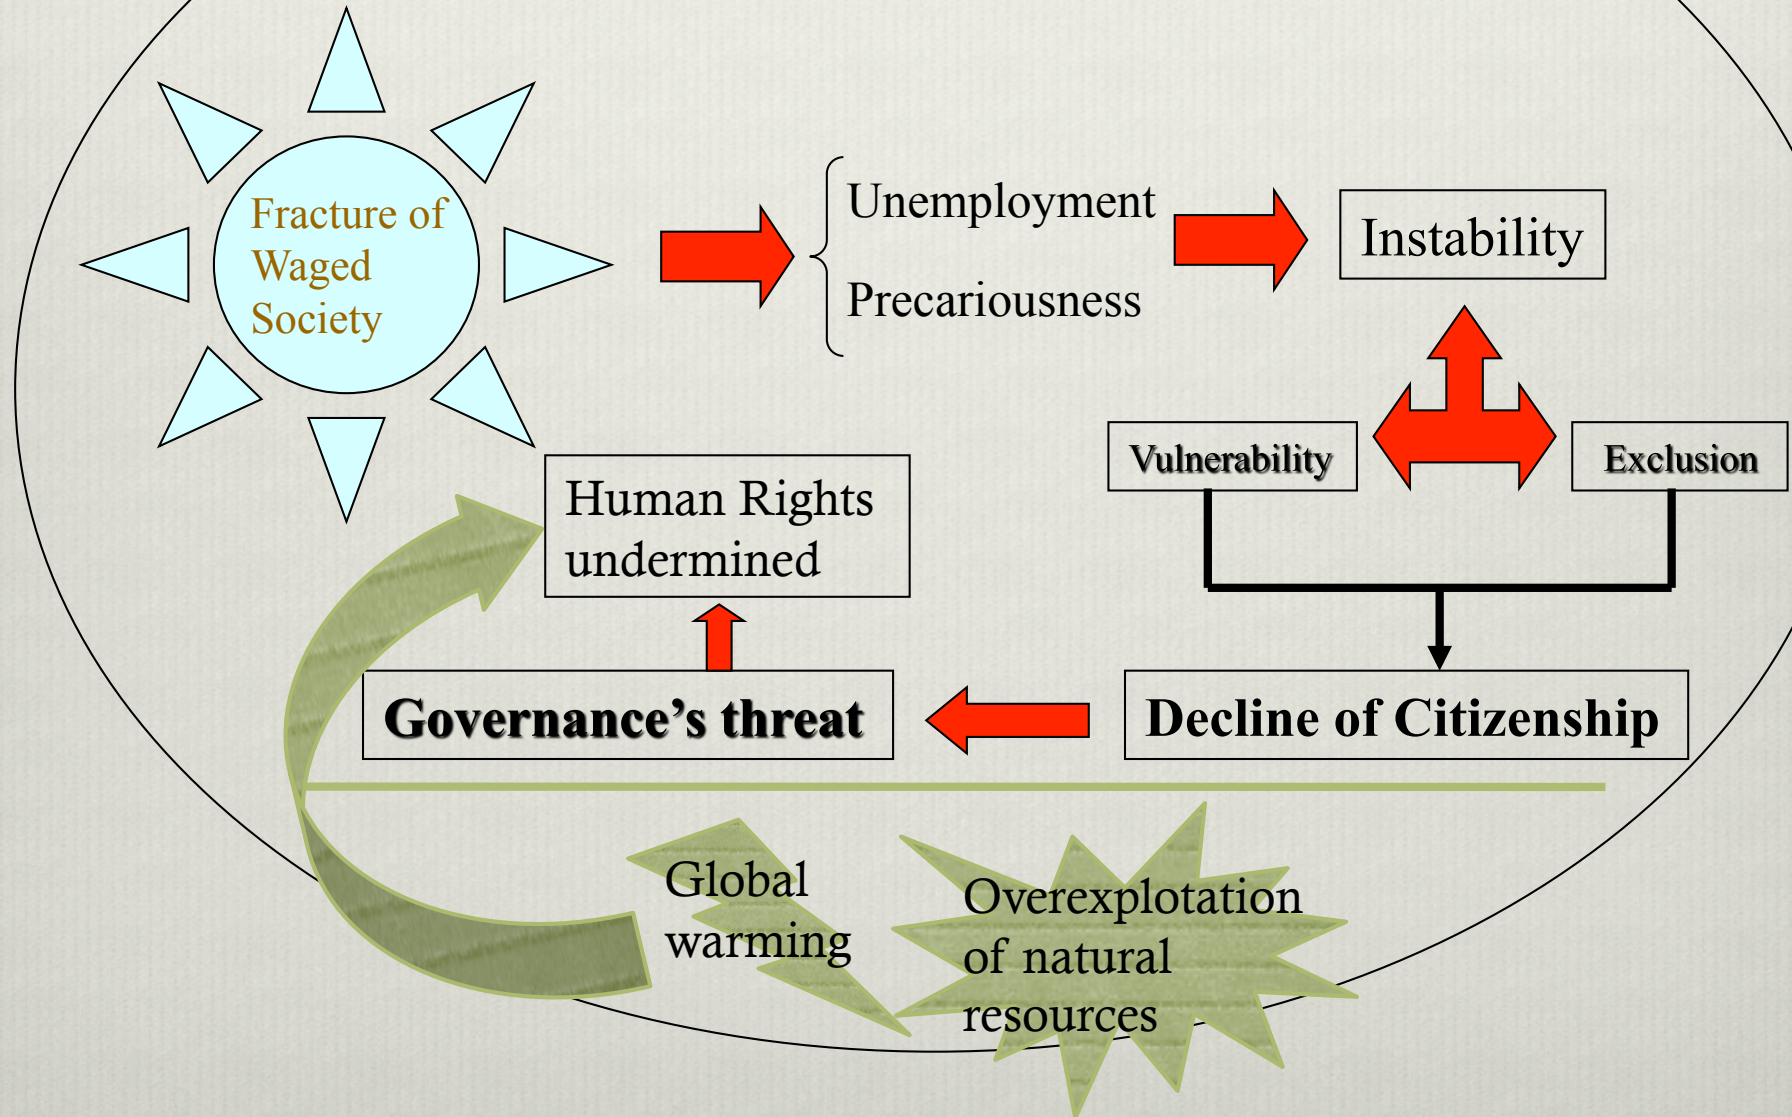 Fracture of
Waged
Society
Unemployment
Precariousness
Instability
Vulnerability
Exclusion
Human Rights
undermined
Governance’s threat
Decline of Citizenship
Global
warming
Overexplotation
of natural
resources